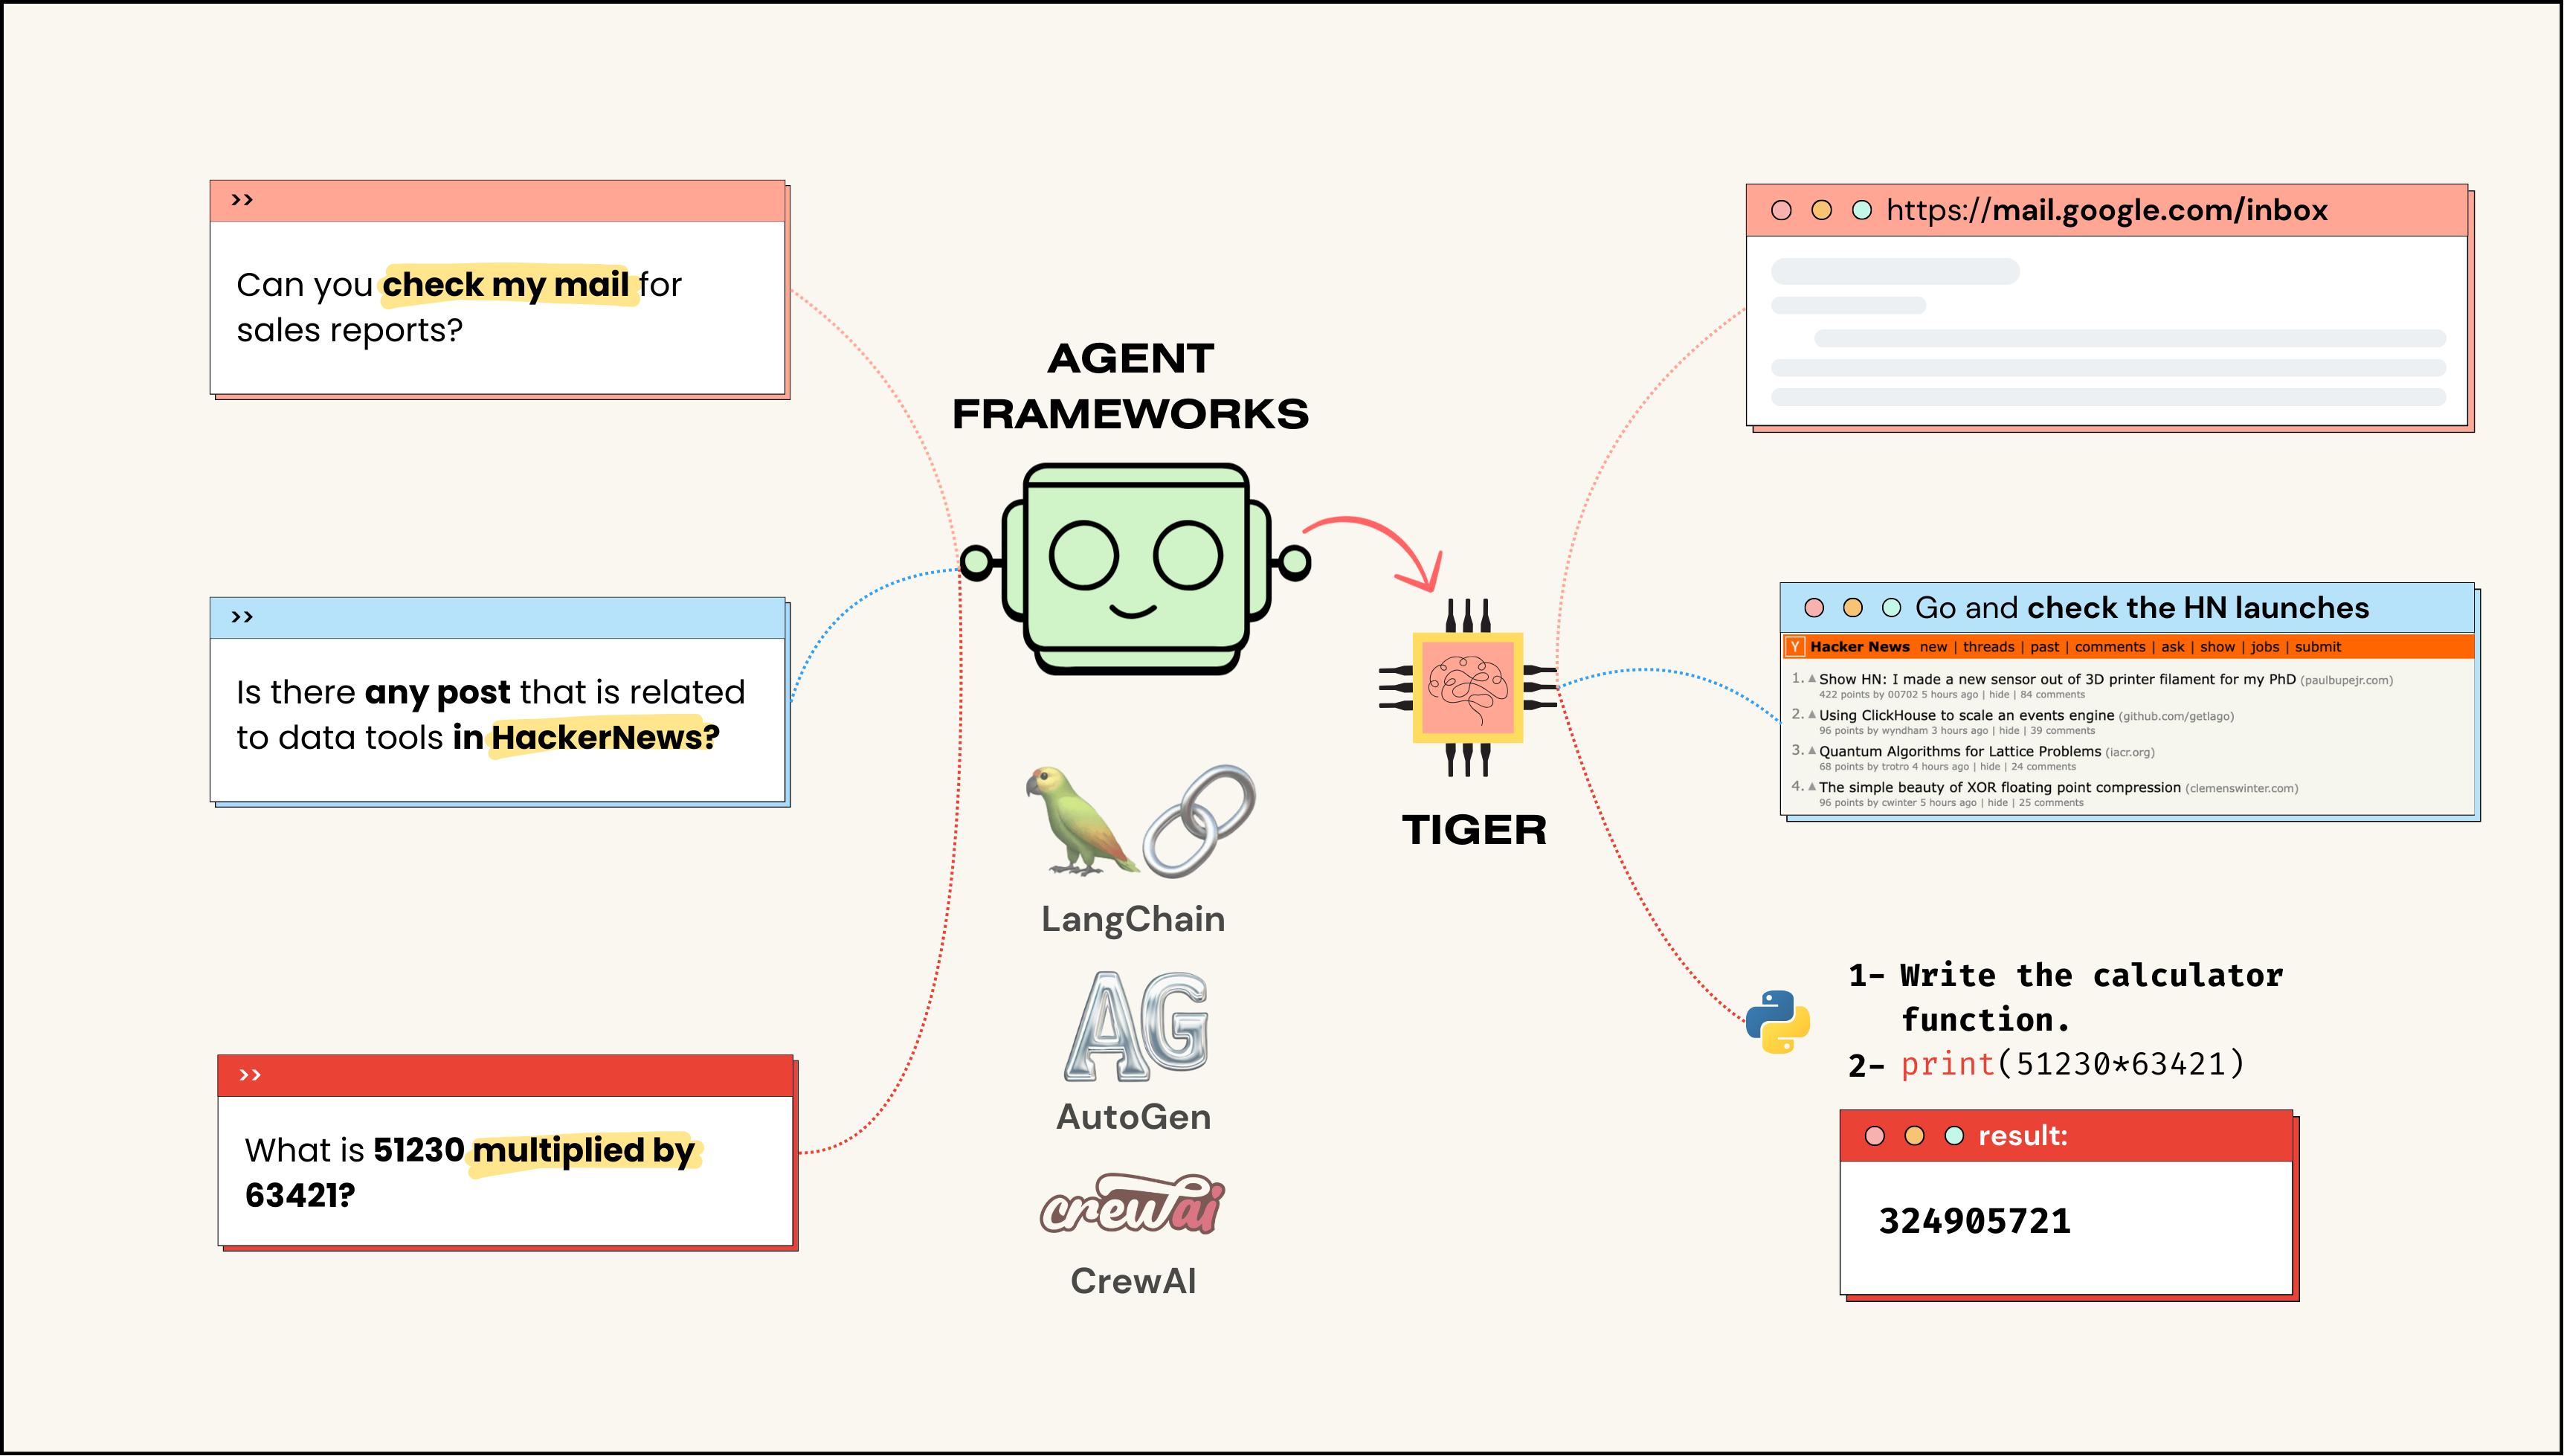 >>
Can you check my mail for
sales reports?
>>
Is there any post that is related
to data tools in HackerNews?
>>
What is 51230 multiplied by
63421?
AGENT
FRAMEWORKS
LangChain
AG
AutoGen
crewai
CrewAI
TIGER
https://mail.google.com/inbox
Go and check the HN launches
Y Hacker News new | threads | past | comments | ask | show | jobs | submit
1. Show HN: I made a new sensor out of 3D printer filament for my PhD (paulbupejr.com)
422 points by 00702 5 hours ago | hide | 84 comments
2. Using ClickHouse to scale an events engine (github.com/getlago)
96 points by wyndham 3 hours ago | hide | 39 comments
3. Quantum Algorithms for Lattice Problems (iacr.org)
68 points by trotro 4 hours ago | hide | 24 comments
4. The simple beauty of XOR floating point compression (clemenswinter.com)
96 points by cwinter 5 hours ago | hide | 25 comments
1- Write the calculator
function.
2- print(51230*63421)
result:
324905721